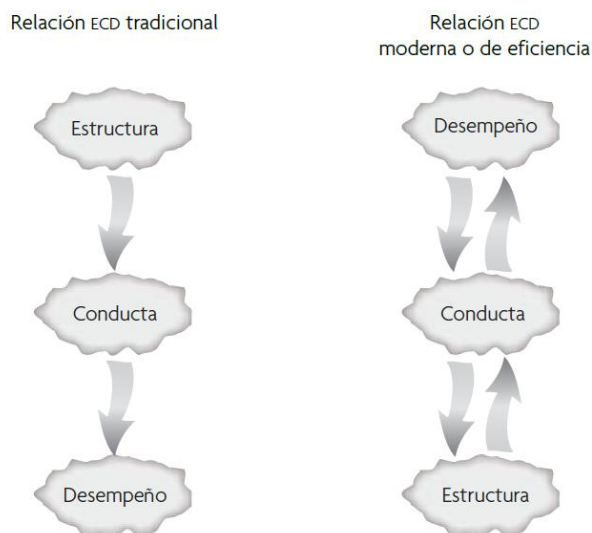 Relación ECD tradicional
Estructura
Conducta
Desempeño
Relación ECD
moderna o de eficiencia
Desempeño
Conducta
Estructura